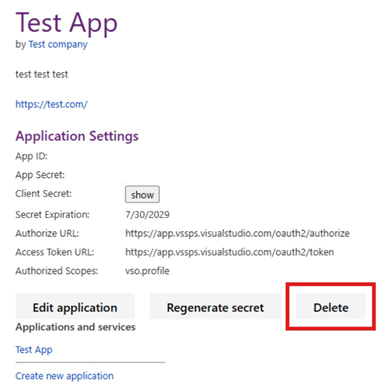 Test App
by Test company
test test test
https://test.com/
Application Settings
App ID:
App Secret:
Client Secret: show
Secret Expiration: 7/30/2029
Authorize URL: https://app.vssps.visualstudio.com/oauth2/authorize
Access Token URL: https://app.vssps.visualstudio.com/oauth2/token
Authorized Scopes: vso.profile
Edit application Regenerate secret Delete
Applications and services
Test App
Create new application